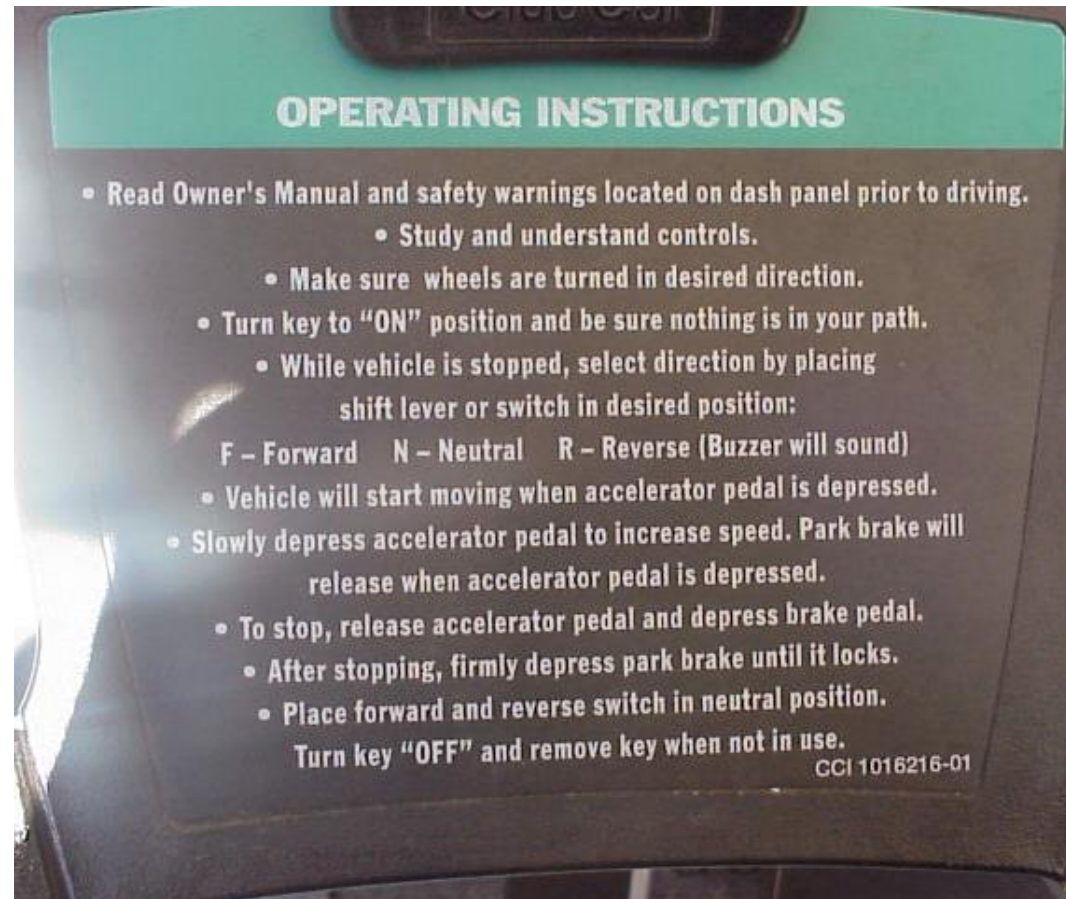 OPERATING INSTRUCTIONS
• Read Owner's Manual and safety warnings located on dash panel prior to driving.
• Study and understand controls.
• Make sure wheels are turned in desired direction.
• Turn key to “ON” position and be sure nothing is in your path.
• While vehicle is stopped, select direction by placing
shift lever or switch in desired position:
F – Forward N – Neutral R – Reverse (Buzzer will sound)
• Vehicle will start moving when accelerator pedal is depressed.
• Slowly depress accelerator pedal to increase speed. Park brake will
release when accelerator pedal is depressed.
• To stop, release accelerator pedal and depress brake pedal.
• After stopping, firmly depress park brake until it locks.
• Place forward and reverse switch in neutral position.
Turn key “OFF” and remove key when not in use.
CCI 1016216-01